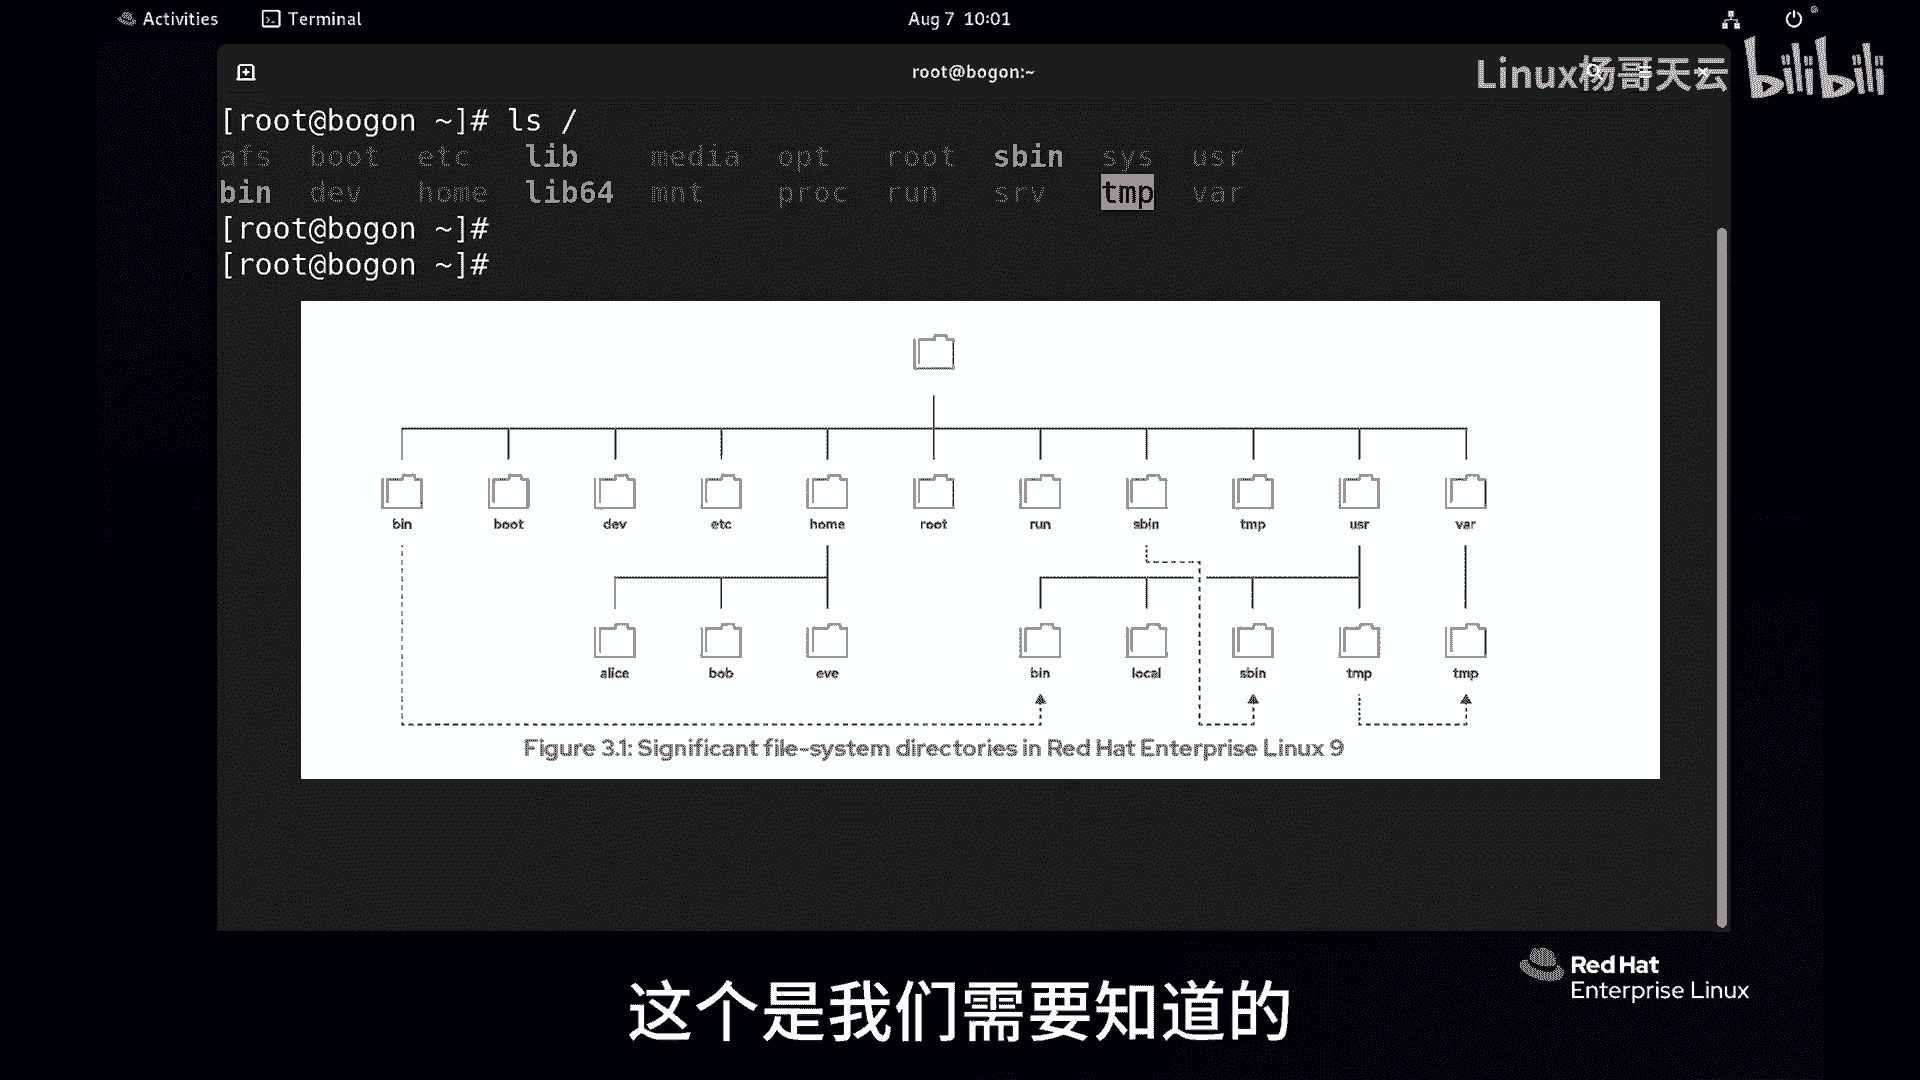 Activities Terminal Aug 7 10:01
root@bogon:~
Linux杨哥天云 bilibili
[root@bogon ~]# ls /
afs boot etc lib media opt root sbin sys usr
bin dev home lib64 mnt proc run srv tmp var
[root@bogon ~]#
[root@bogon ~]#
bin boot dev etc home root run sbin tmp usr var
alice bob eve bin local sbin tmp tmp
Figure 3.1: Significant file-system directories in Red Hat Enterprise Linux 9
Red Hat
Enterprise Linux
这个是我们需要知道的